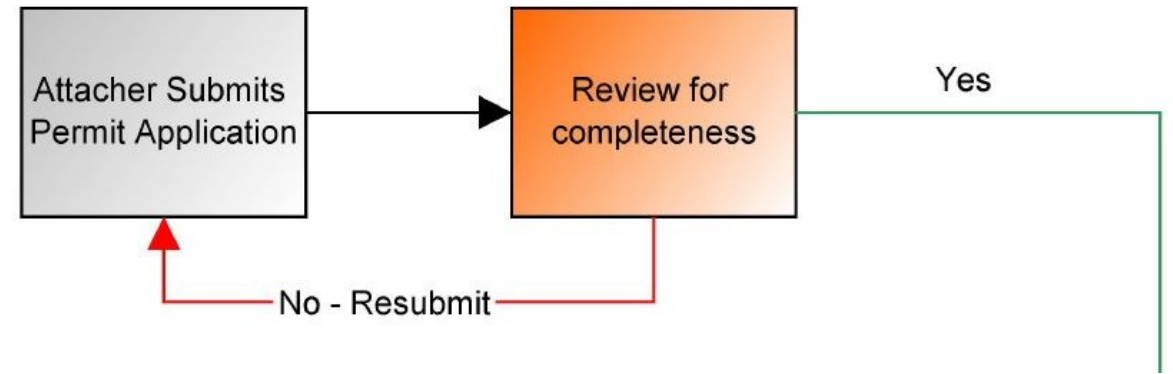 Attacher Submits
Permit Application
Review for
completeness
Yes
No - Resubmit